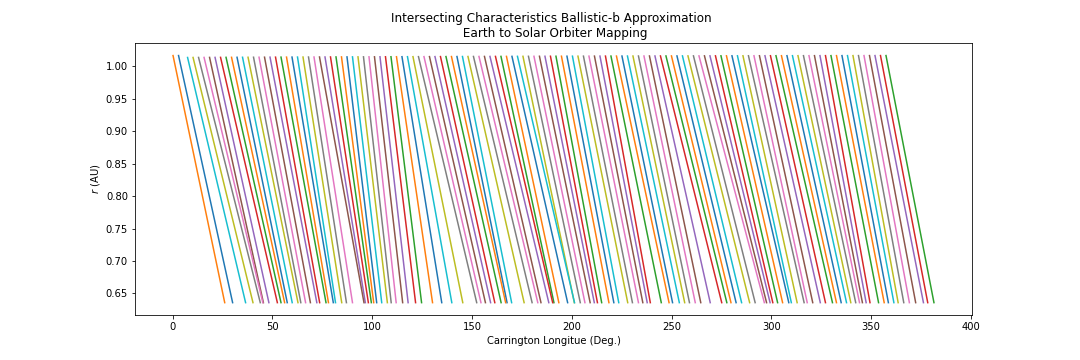 Intersecting Characteristics Ballistic-b Approximation
Earth to Solar Orbiter Mapping
1.00
0.95
0.90
0.85
0.80
0.75
0.70
0.65
r (AU)
0 50 100 150 200 250 300 350 400
Carrington Longitue (Deg.)